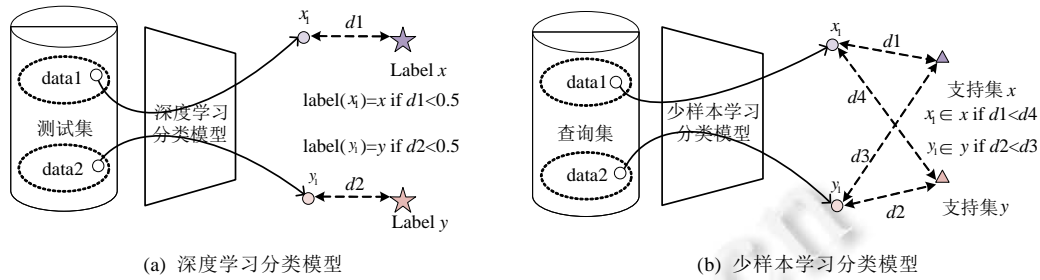 x₁
d1
data1
Label x
深度学习
分类模型
label(x₁)=x if d1<0.5
测试集
label(y₁)=y if d2<0.5
data2
y₁
d2
Label y
(a) 深度学习分类模型
x₁
d1
data1
d4
支持集 x
少样本学习
分类模型
x₁∈ x if d1<d4
查询集
y₁∈ y if d2<d3
d3
data2
y₁
d2
支持集 y
(b) 少样本学习分类模型